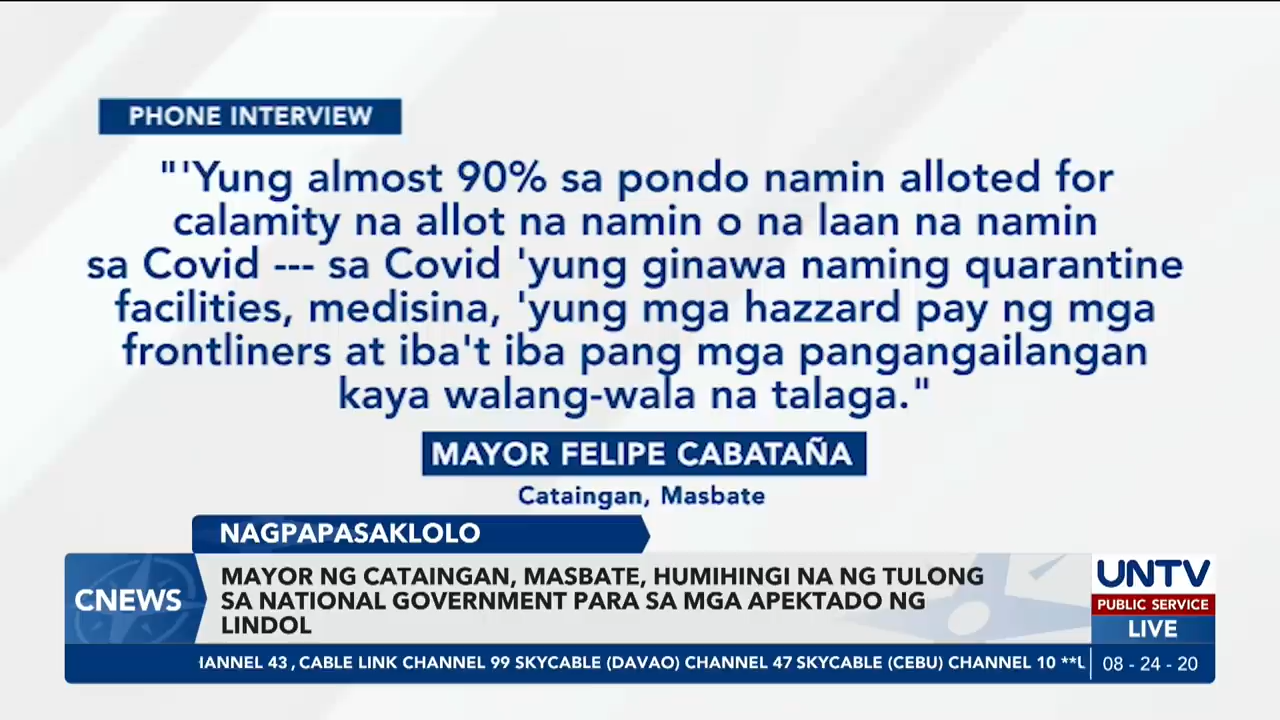 PHONE INTERVIEW
"'Yung almost 90% sa pondo namin alloted for
calamity na allot na namin o na laan na namin
sa Covid --- sa Covid 'yung ginawa naming quarantine
facilities, medisina, 'yung mga hazzard pay ng mga
frontliners at iba't iba pang mga pangangailangan
kaya walang-wala na talaga."
MAYOR FELIPE CABATAÑA
Cataingan, Masbate
NAGPAPASAKLOLO
CNEWS
MAYOR NG CATAINGAN, MASBATE, HUMIHINGI NA NG TULONG
SA NATIONAL GOVERNMENT PARA SA MGA APEKTADO NG
LINDOL
UNTV
PUBLIC SERVICE
LIVE
HANNEL 43 , CABLE LINK CHANNEL 99 SKYCABLE (DAVAO) CHANNEL 47 SKYCABLE (CEBU) CHANNEL 10 **L
08 - 24 - 20